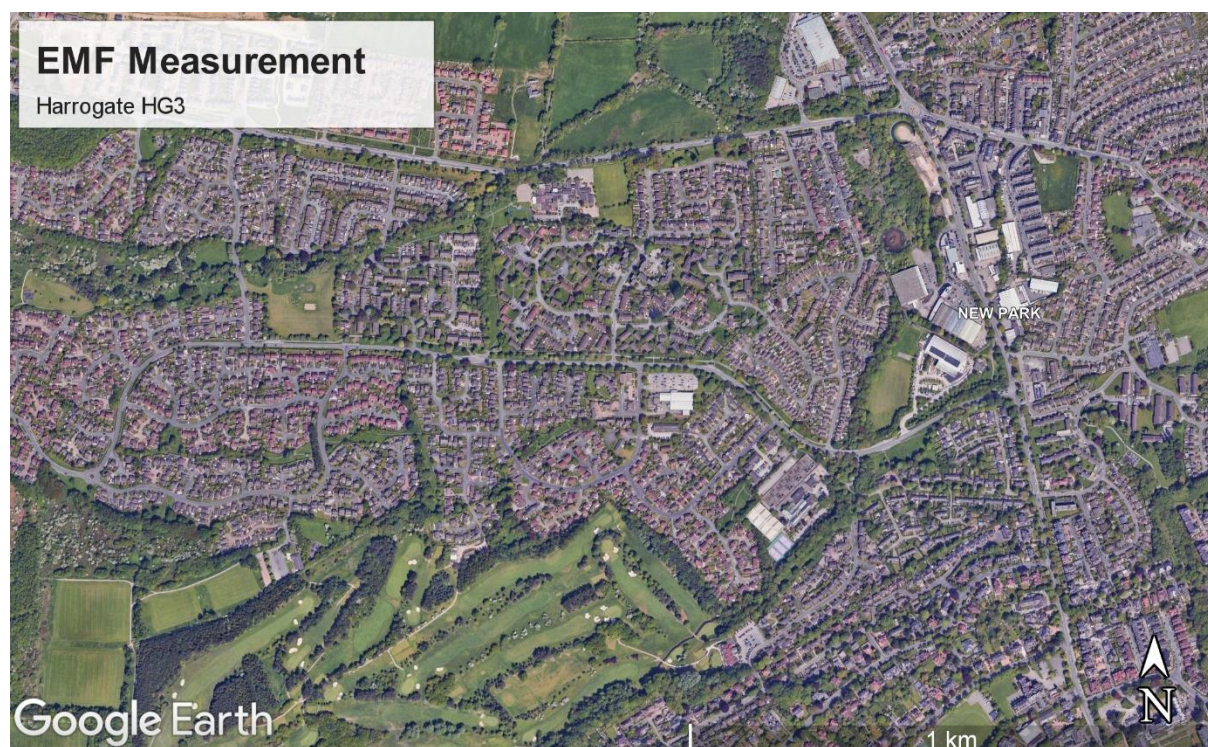 EMF Measurement
Harrogate HG3
NEW PARK
N
Google Earth
1 km